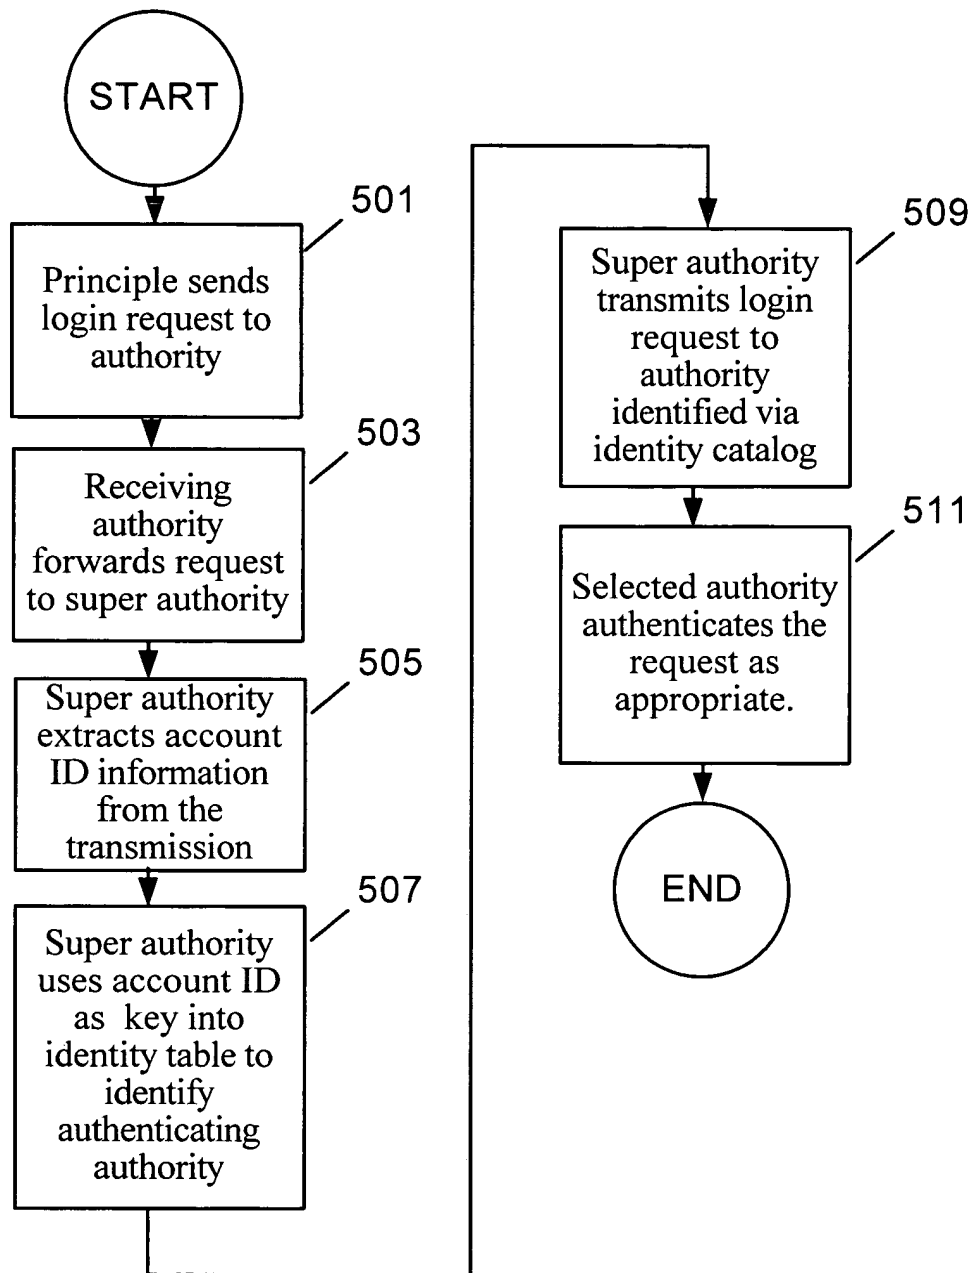 START
501
Principle sends
login request to
authority
503
Receiving
authority
forwards request
to super authority
505
Super authority
extracts account
ID information
from the
transmission
507
Super authority
uses account ID
as key into
identity table to
identify
authenticating
authority
509
Super authority
transmits login
request to
authority
identified via
identity catalog
511
Selected authority
authenticates the
request as
appropriate.
END